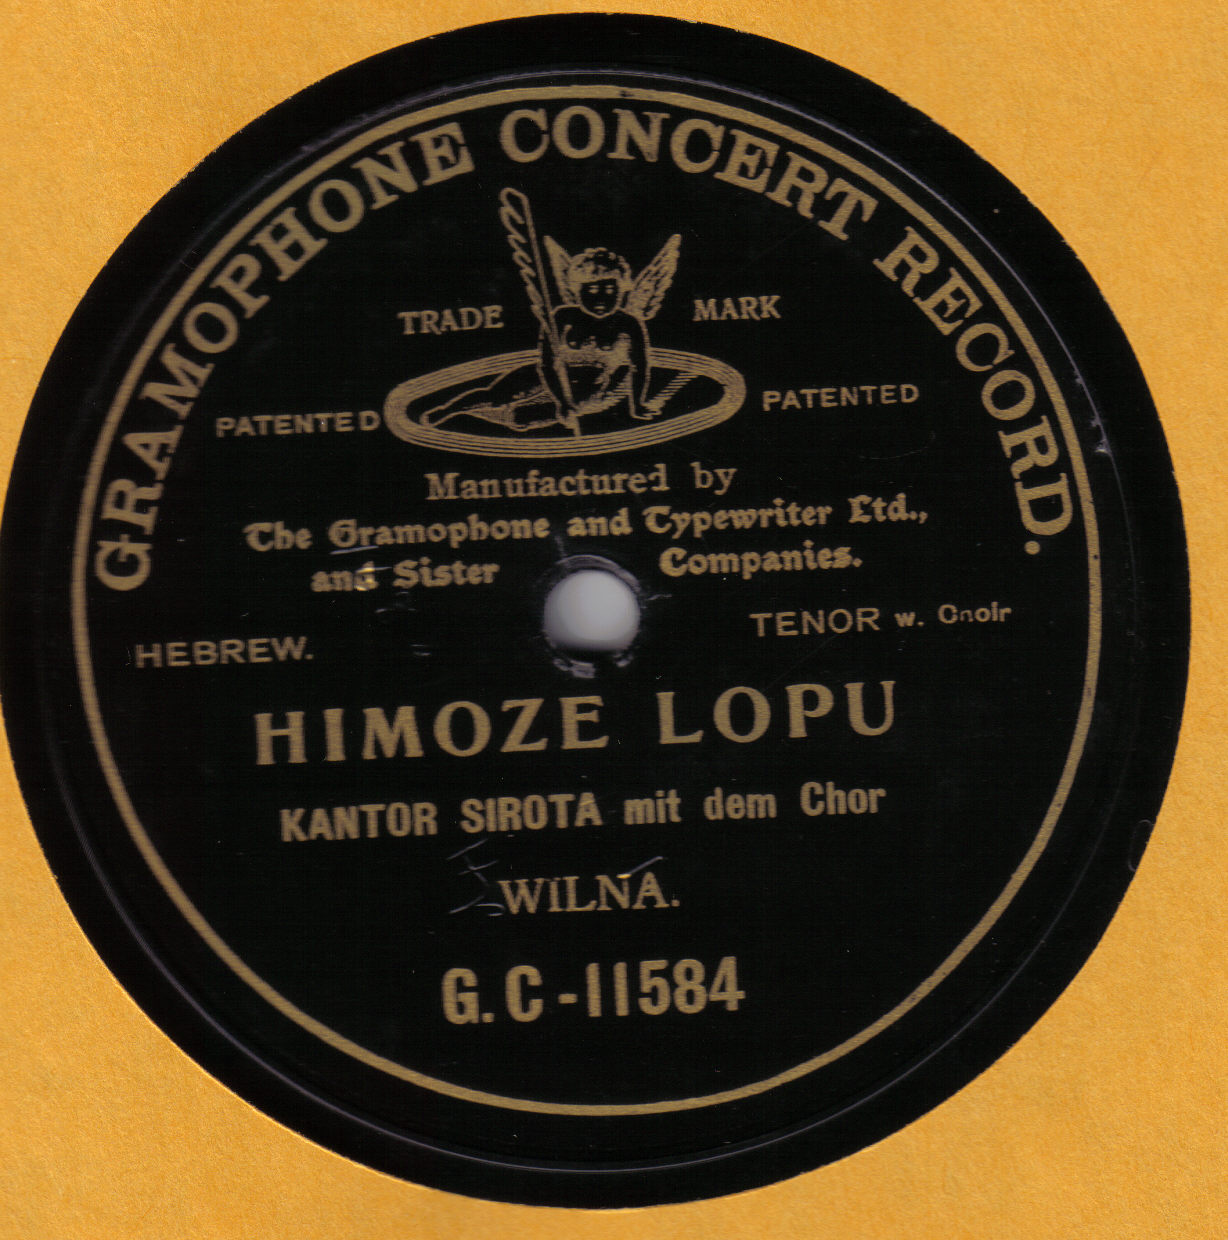 GRAMOPHONE CONCERT RECORD.
TRADE MARK
PATENTED PATENTED
Manufactured by
The Gramophone and Typewriter Ltd.,
and Sister Companies.
HEBREW. TENOR w. Choir
HIMOZE LOPU
KANTOR SIROTA mit dem Chor
WILNA.
G.C-11584